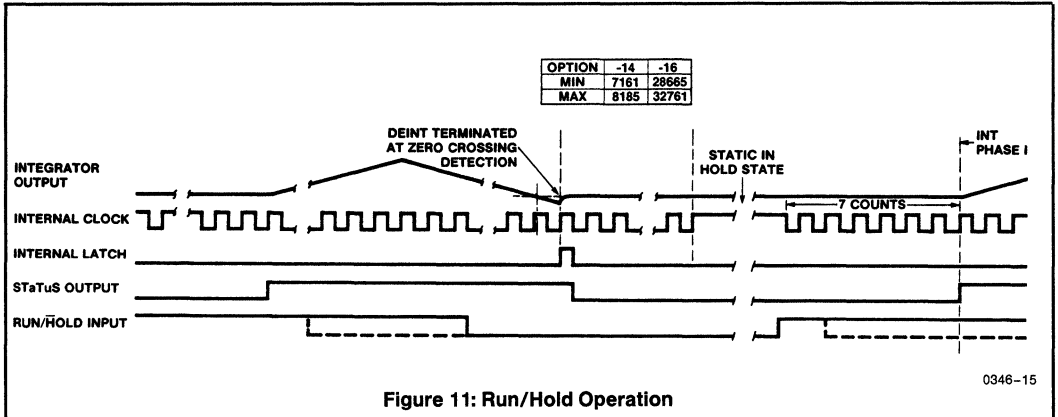 OPTION -14 -16
MIN 7161 28665
MAX 8185 32761
DEINT TERMINATED
AT ZERO CROSSING
DETECTION
STATIC IN
HOLD STATE
INT
PHASE I
INTEGRATOR
OUTPUT
INTERNAL CLOCK
7 COUNTS
INTERNAL LATCH
STaTuS OUTPUT
RUN/H̅OLD INPUT
0346-15
Figure 11: Run/Hold Operation